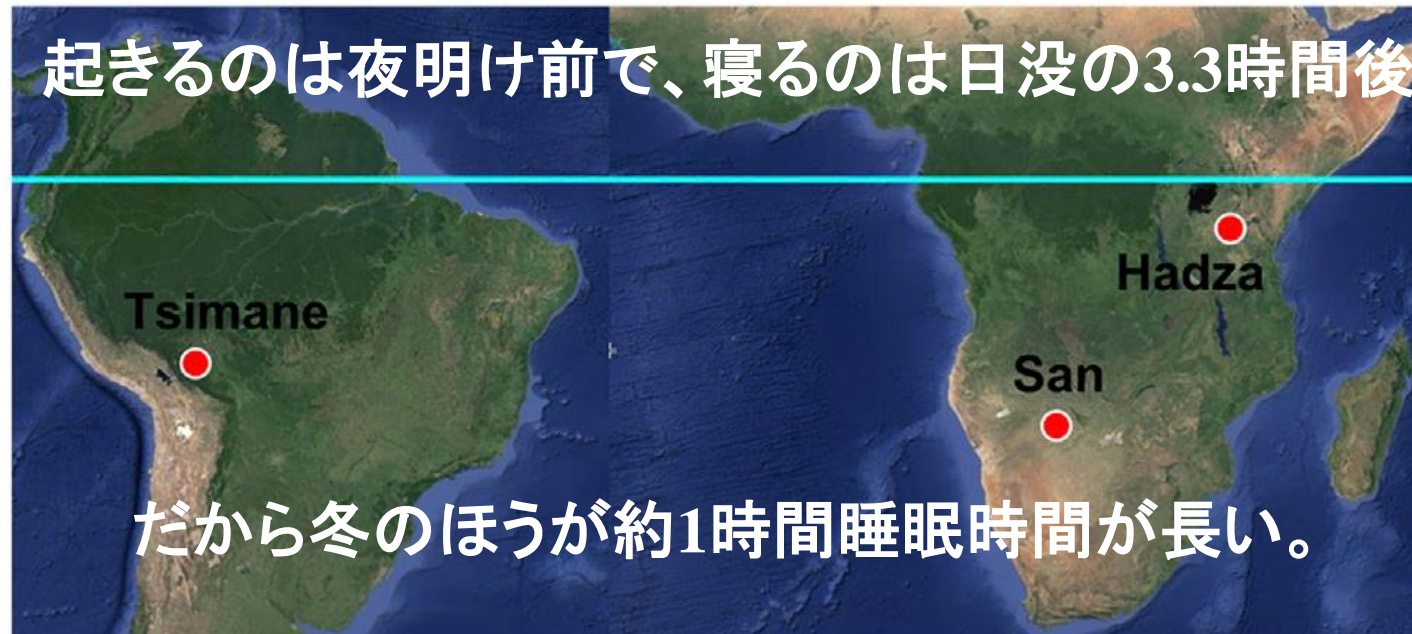 起きるのは夜明け前で、寝るのは日没の3.3時間後
Tsimane
Hadza
San
だから冬のほうが約1時間睡眠時間が長い。